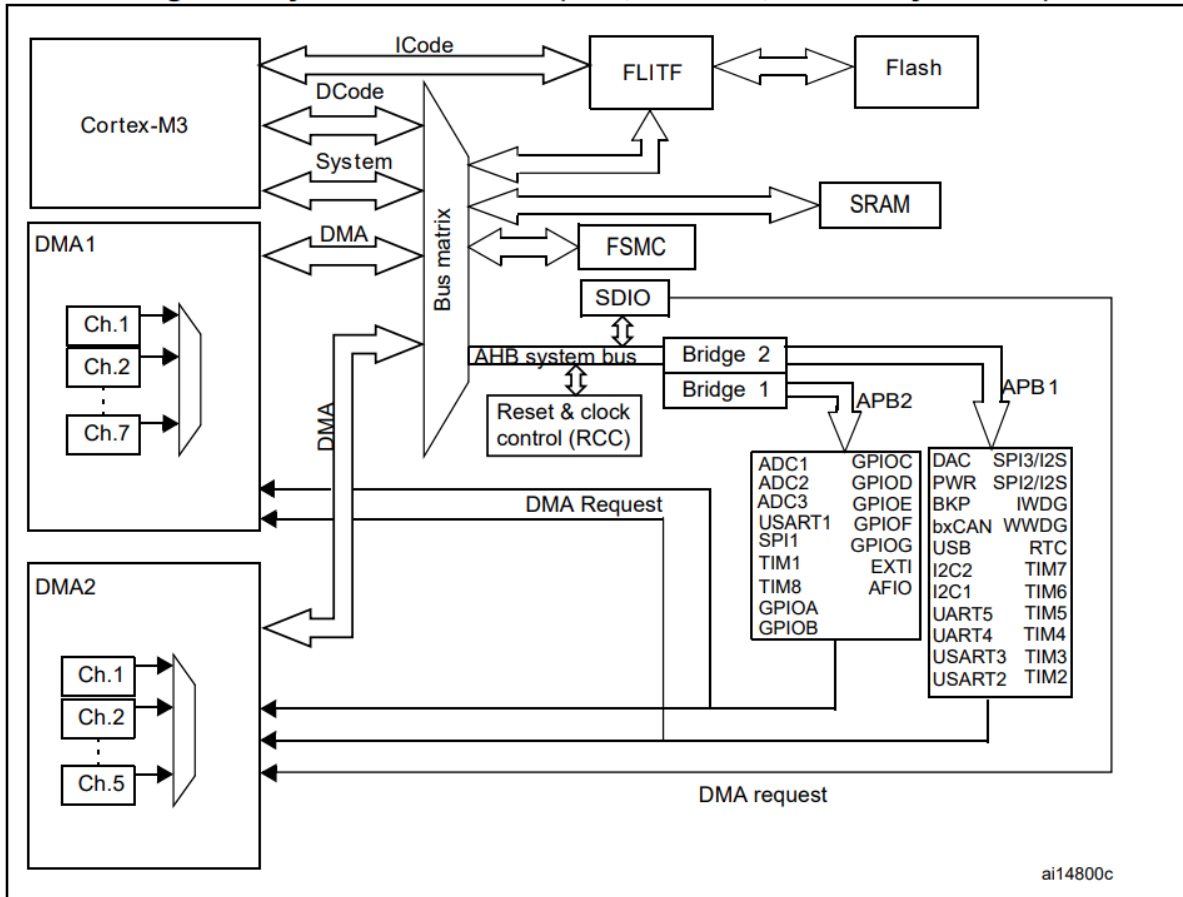 ICode
FLITF
Flash
Cortex-M3
DCode
System
SRAM
DMA1
DMA
Bus matrix
FSMC
SDIO
Ch.1
Ch.2
Ch.7
AHB system bus
Bridge 2
Bridge 1
APB2
APB1
Reset & clock
control (RCC)
DMA
ADC1 GPIOC
ADC2 GPIOD
ADC3 GPIOE
USART1 GPIOF
SPI1 GPIOG
TIM1 EXTI
TIM8 AFIO
GPIOA
GPIOB
DAC SPI3/I2S
PWR SPI2/I2S
BKP IWDG
bxCAN WWDG
USB RTC
I2C2 TIM7
I2C1 TIM6
UART5 TIM5
UART4 TIM4
USART3 TIM3
USART2 TIM2
DMA Request
DMA2
Ch.1
Ch.2
Ch.5
DMA request
ai14800c